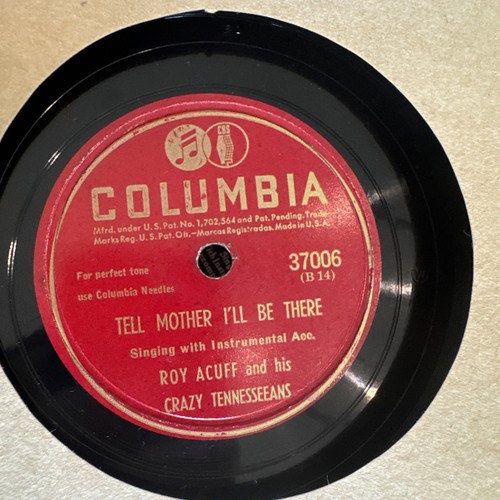 CBS
COLUMBIA
Mfrd. under U.S. Pat. No. 1,702,564 and Pat. Pending. Trade
Marks Reg. U.S. Pat. Off.—Marcas Registradas. Made in U.S.A.
For perfect tone
use Columbia Needles
37006
(B 14)
TELL MOTHER I'LL BE THERE
Singing with Instrumental Acc.
ROY ACUFF and his
CRAZY TENNESSEEANS